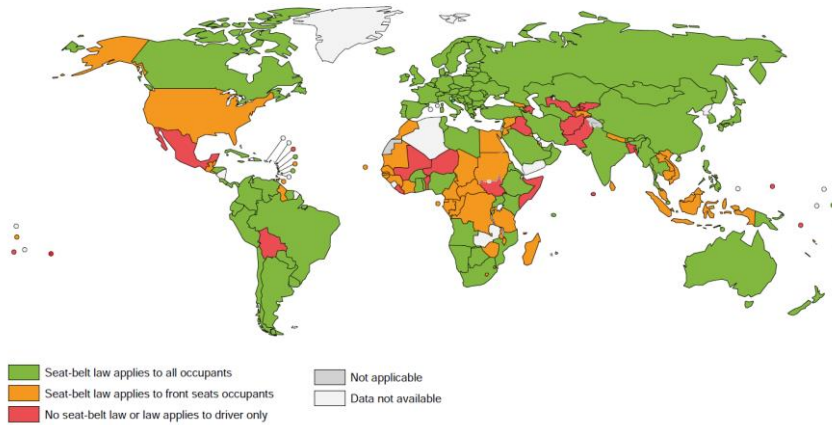 Seat-belt law applies to all occupants
Seat-belt law applies to front seats occupants
No seat-belt law or law applies to driver only
Not applicable
Data not available